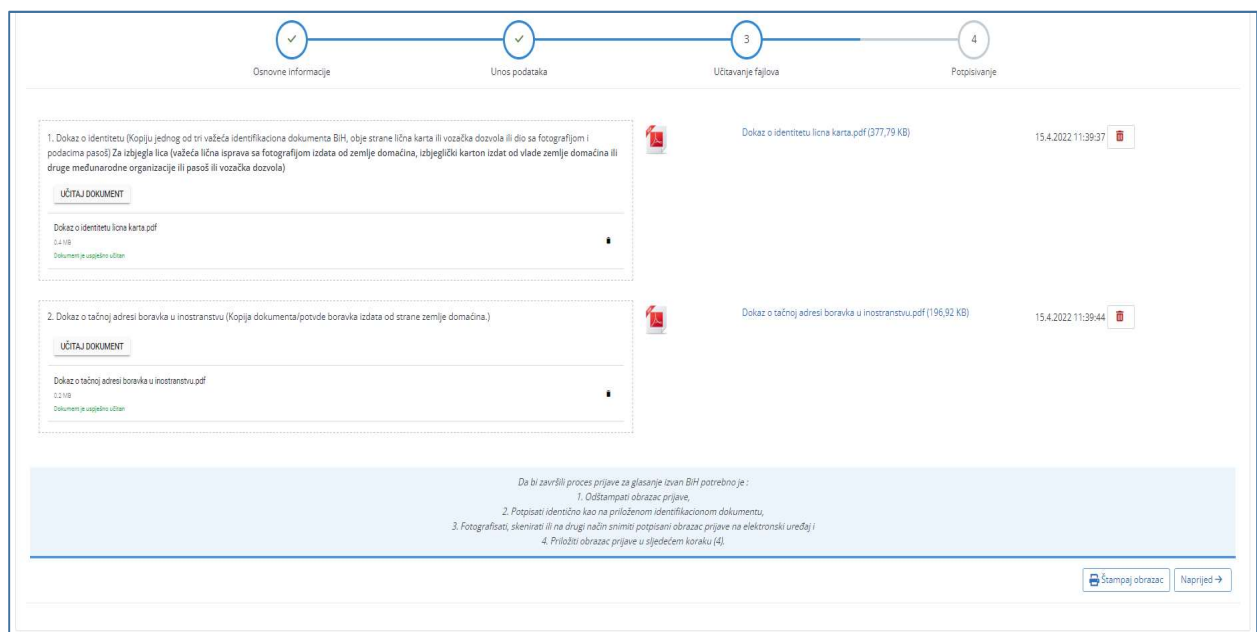 3
4
Osnovne informacije
Unos podataka
Učitavanje fajlova
Potpisivanje
1. Dokaz o identitetu (Kopiju jednog od tri važeća identifikaciona dokumenta BiH, obje strane lična karta ili vozačka dozvola ili dio sa fotografijom i
podacima pasoš) Za izbjegla lica (važeća lična isprava sa fotografijom izdata od zemlje domaćina, izbjeglički karton izdat od vlade zemlje domaćina ili
druge međunarodne organizacije ili pasoš ili vozačka dozvola)
UČITAJ DOKUMENT
Dokaz o identitetu licna karta.pdf
0.4 MB
Dokument je uspješno učitan
Dokaz o identitetu licna karta.pdf (377,79 KB)
15.4.2022 11:39:37
2. Dokaz o tačnoj adresi boravka u inostranstvu (Kopija dokumenta/potvde boravka izdata od strane zemlje domaćina.)
UČITAJ DOKUMENT
Dokaz o tačnoj adresi boravka u inostranstvu.pdf
0.2 MB
Dokument je uspješno učitan
Dokaz o tačnoj adresi boravka u inostranstvu.pdf (196,92 KB)
15.4.2022 11:39:44
Da bi završili proces prijave za glasanje izvan BiH potrebno je :
1. Odštampati obrazac prijave,
2. Potpisati identično kao na priloženom identifikacionom dokumentu,
3. Fotografisati, skenirati ili na drugi način snimiti potpisani obrazac prijave na elektronski uređaj i
4. Priložiti obrazac prijave u sljedećem koraku (4).
Štampaj obrazac
Naprijed →